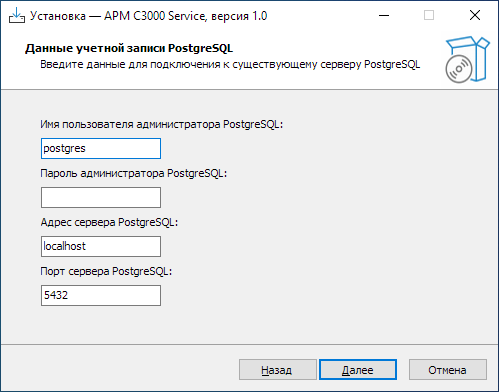 Установка — АРМ С3000 Service, версия 1.0
Данные учетной записи PostgreSQL
Введите данные для подключения к существующему серверу PostgreSQL
Имя пользователя администратора PostgreSQL:
postgres
Пароль администратора PostgreSQL:
Адрес сервера PostgreSQL:
localhost
Порт сервера PostgreSQL:
5432
Назад Далее Отмена